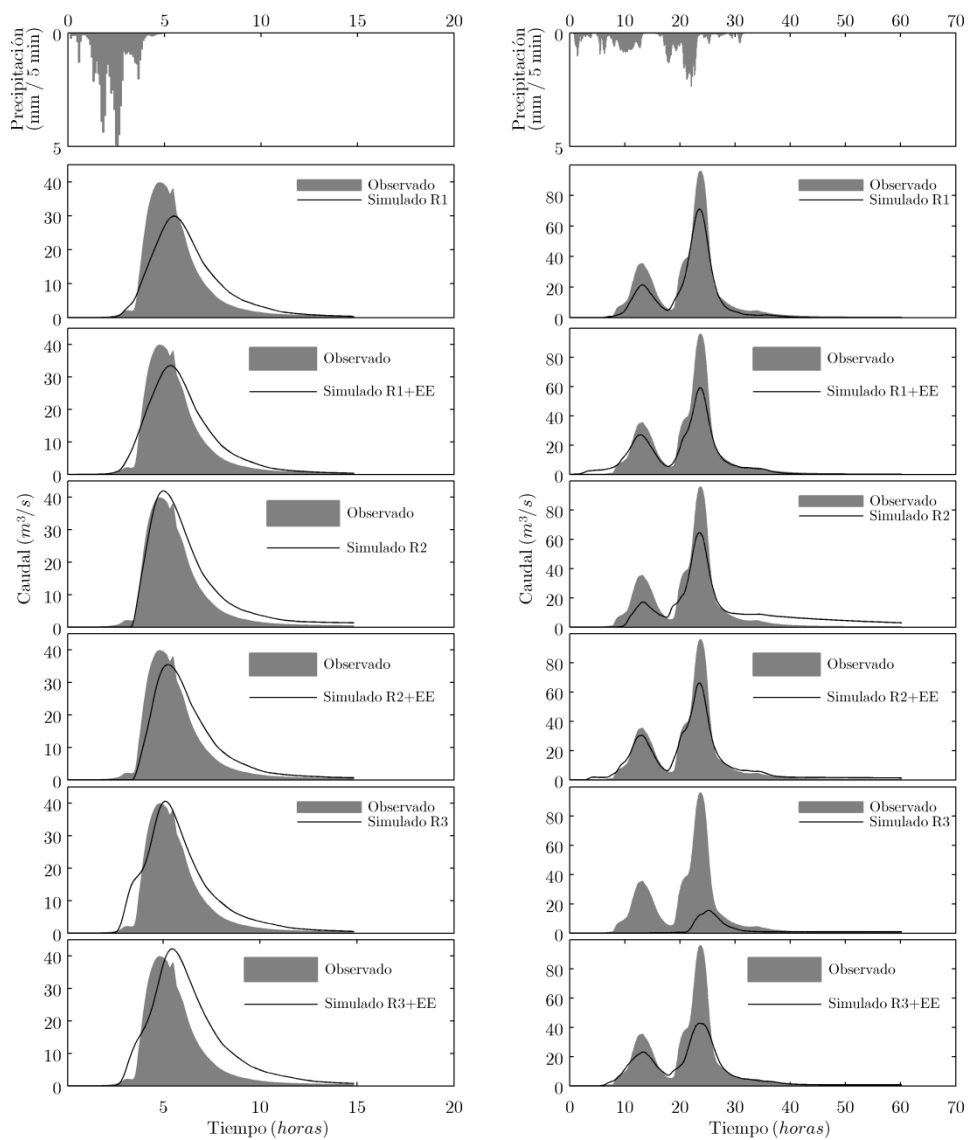 0 5 10 15 20
0
5
Precipitación
(mm / 5 min)
40
30
20
10
0
Observado
Simulado R1
40
30
20
10
0
Observado
Simulado R1+EE
40
30
20
10
0
Observado
Simulado R2
40
30
20
10
0
Observado
Simulado R2+EE
40
30
20
10
0
Observado
Simulado R3
40
30
20
10
0
Observado
Simulado R3+EE
Caudal (m³/s)
0 5 10 15 20
Tiempo (horas)
0 10 20 30 40 50 60 70
0
5
Precipitación
(mm / 5 min)
80
60
40
20
0
Observado
Simulado R1
80
60
40
20
0
Observado
Simulado R1+EE
80
60
40
20
0
Observado
Simulado R2
80
60
40
20
0
Observado
Simulado R2+EE
80
60
40
20
0
Observado
Simulado R3
80
60
40
20
0
Observado
Simulado R3+EE
Caudal (m³/s)
0 10 20 30 40 50 60 70
Tiempo (horas)